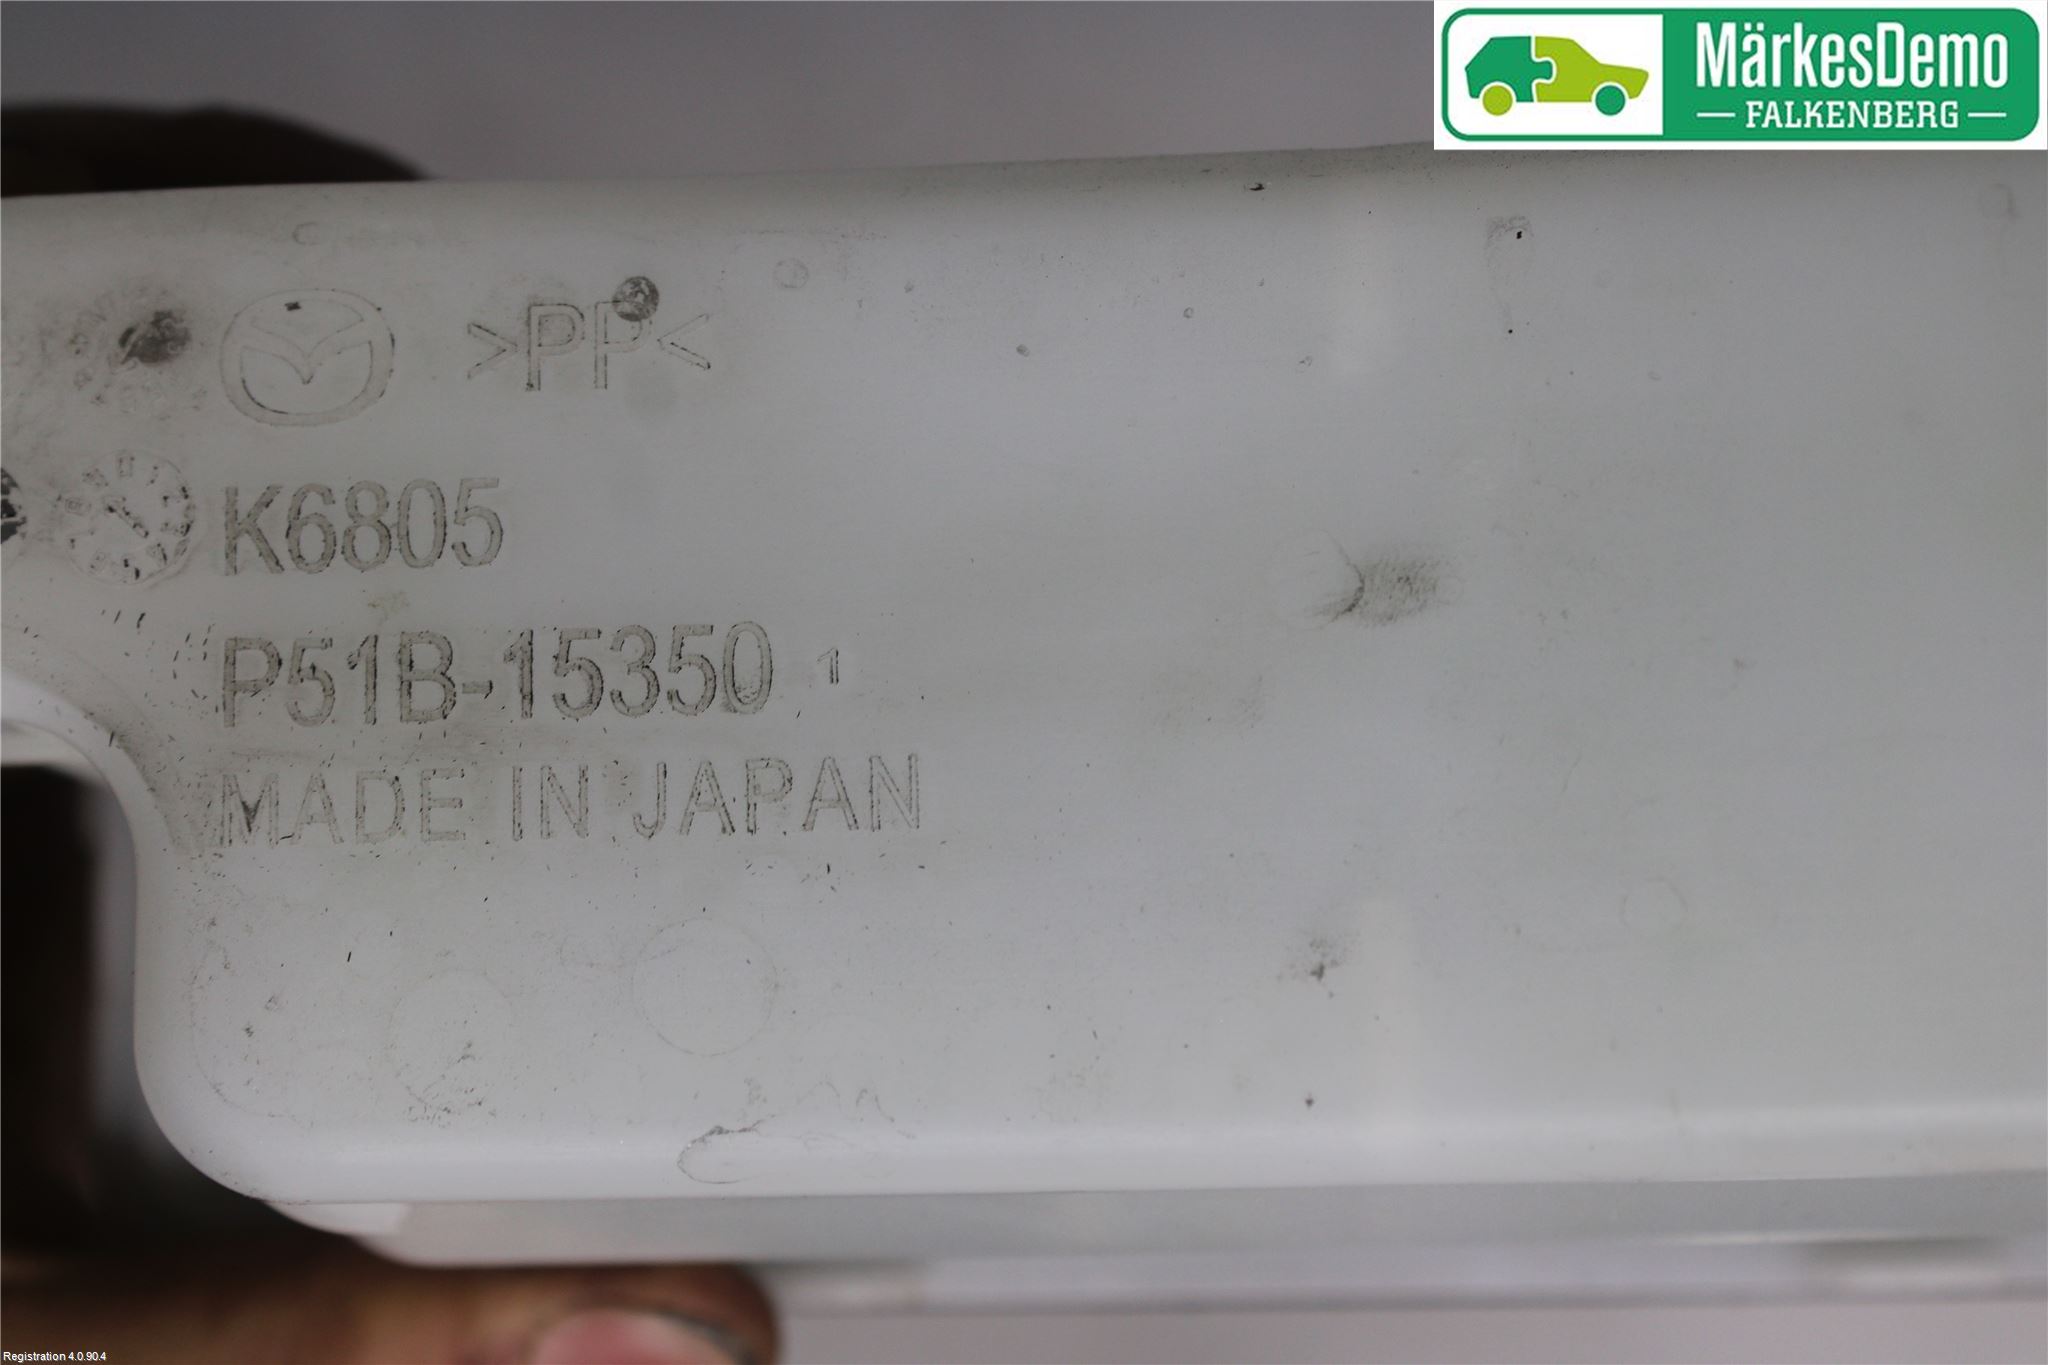 MärkesDemo
FALKENBERG
>PP<
K6805
P51B-15350 1
MADE IN JAPAN
Registration 4.0.90.4